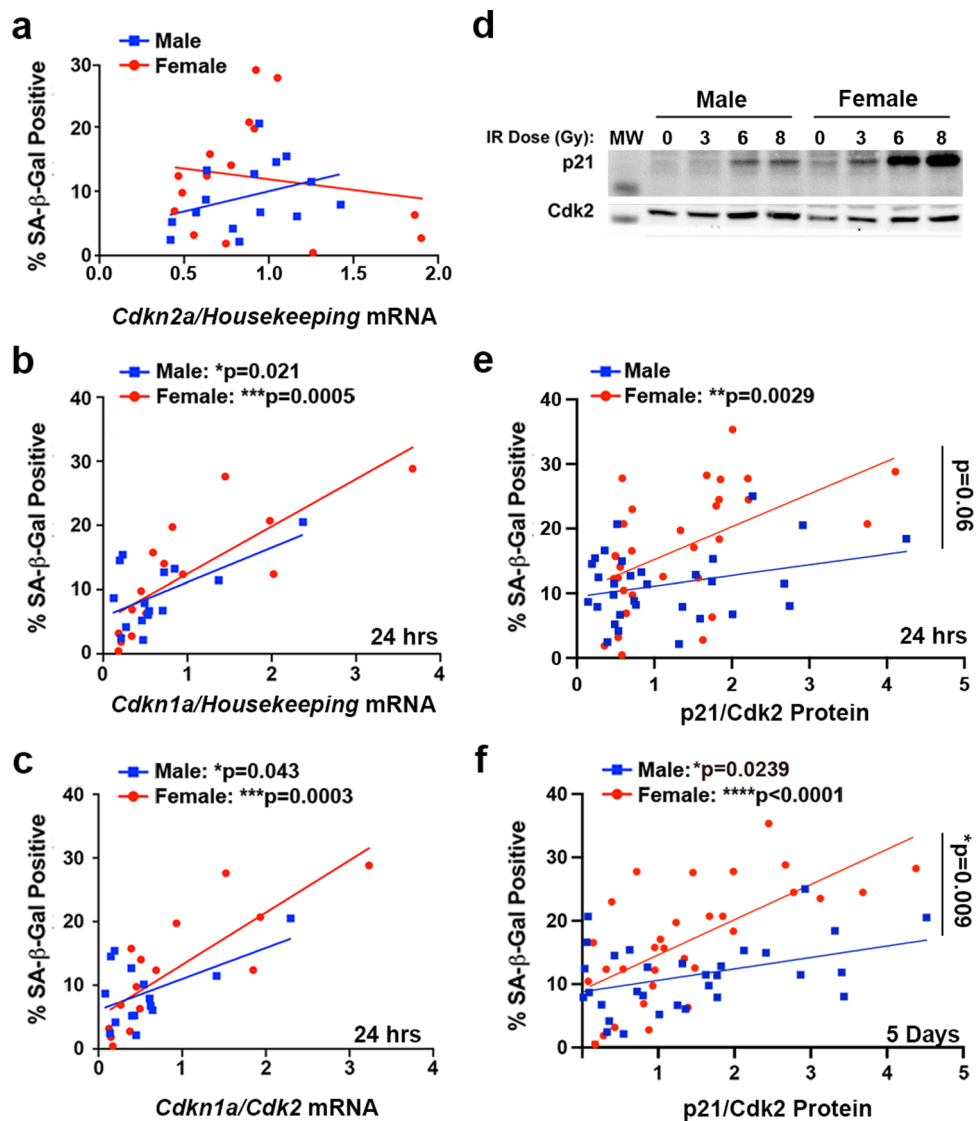 a
Male
Female
% SA-β-Gal Positive
30
20
10
0
0.0 0.5 1.0 1.5 2.0
Cdkn2a/Housekeeping mRNA
b
Male: *p=0.021
Female: ***p=0.0005
% SA-β-Gal Positive
40
30
20
10
0
24 hrs
0 1 2 3 4
Cdkn1a/Housekeeping mRNA
c
Male: *p=0.043
Female: ***p=0.0003
% SA-β-Gal Positive
40
30
20
10
0
24 hrs
0 1 2 3 4
Cdkn1a/Cdk2 mRNA
d
Male Female
IR Dose (Gy): MW 0 3 6 8 0 3 6 8
p21
Cdk2
e
Male
Female: **p=0.0029
% SA-β-Gal Positive
40
30
20
10
0
p=0.06
24 hrs
0 1 2 3 4 5
p21/Cdk2 Protein
f
Male:*p=0.0239
Female: ****p<0.0001
% SA-β-Gal Positive
40
30
20
10
0
*p=0.009
5 Days
1 2 3 4 5
p21/Cdk2 Protein